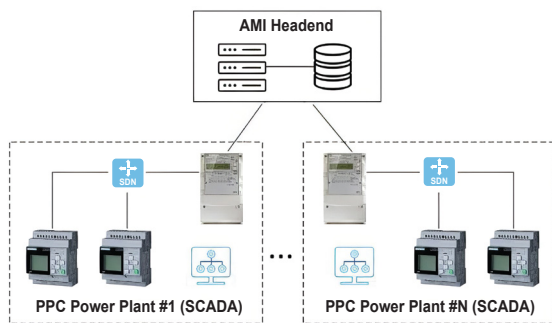 AMI Headend
SDN
SDN
PPC Power Plant #1 (SCADA)
PPC Power Plant #N (SCADA)